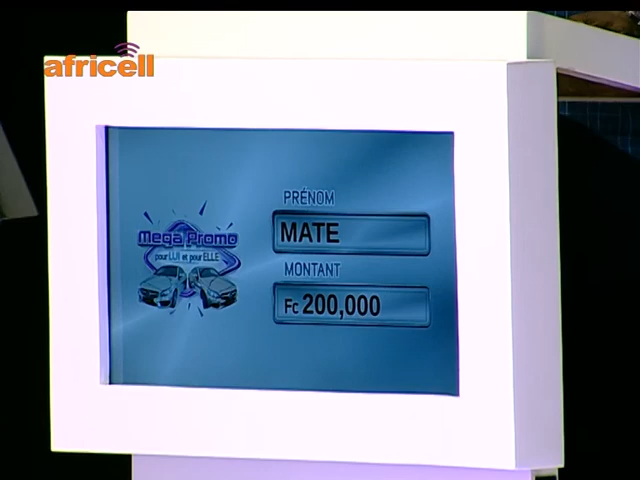 africell
PRÉNOM
MATE
Mega Promo
pour LUI et pour ELLE
MONTANT
Fc 200,000